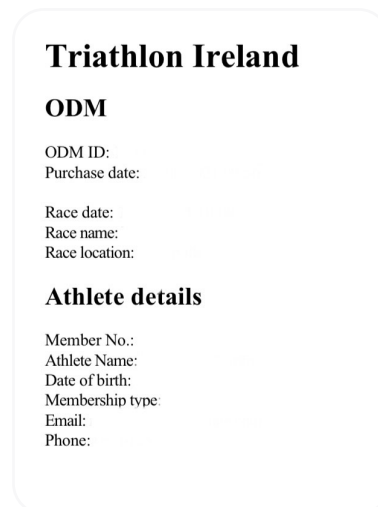 Triathlon Ireland
ODM
ODM ID:
Purchase date:
Race date:
Race name:
Race location:
Athlete details
Member No.:
Athlete Name:
Date of birth:
Membership type:
Email:
Phone: